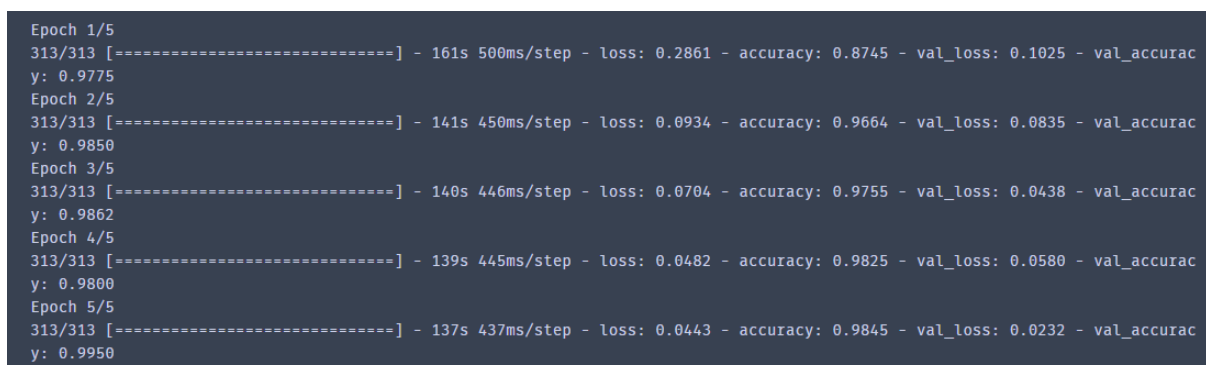 Epoch 1/5
313/313 [==============================] - 161s 500ms/step - loss: 0.2861 - accuracy: 0.8745 - val_loss: 0.1025 - val_accurac
y: 0.9775
Epoch 2/5
313/313 [==============================] - 141s 450ms/step - loss: 0.0934 - accuracy: 0.9664 - val_loss: 0.0835 - val_accurac
y: 0.9850
Epoch 3/5
313/313 [==============================] - 140s 446ms/step - loss: 0.0704 - accuracy: 0.9755 - val_loss: 0.0438 - val_accurac
y: 0.9862
Epoch 4/5
313/313 [==============================] - 139s 445ms/step - loss: 0.0482 - accuracy: 0.9825 - val_loss: 0.0580 - val_accurac
y: 0.9800
Epoch 5/5
313/313 [==============================] - 137s 437ms/step - loss: 0.0443 - accuracy: 0.9845 - val_loss: 0.0232 - val_accurac
y: 0.9950